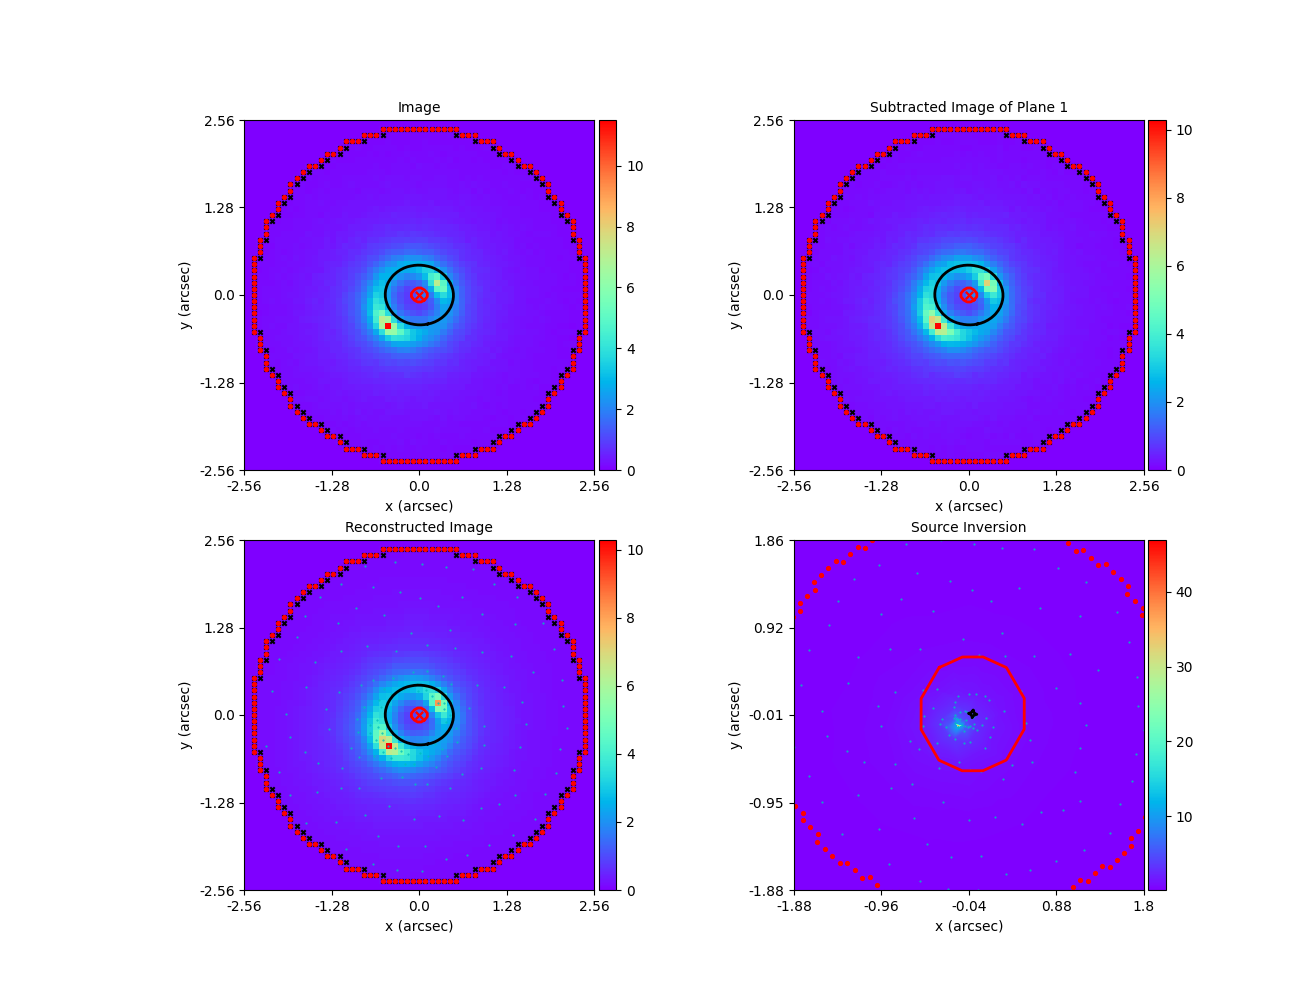 Image
2.56
1.28
0.0
-1.28
-2.56
y (arcsec)
-2.56 -1.28 0.0 1.28 2.56
x (arcsec)
10
8
6
4
2
0
Subtracted Image of Plane 1
2.56
1.28
0.0
-1.28
-2.56
y (arcsec)
-2.56 -1.28 0.0 1.28 2.56
x (arcsec)
10
8
6
4
2
0
Reconstructed Image
2.56
1.28
0.0
-1.28
-2.56
y (arcsec)
-2.56 -1.28 0.0 1.28 2.56
x (arcsec)
10
8
6
4
2
0
Source Inversion
1.86
0.92
-0.01
-0.95
-1.88
y (arcsec)
-1.88 -0.96 -0.04 0.88 1.8
x (arcsec)
40
30
20
10